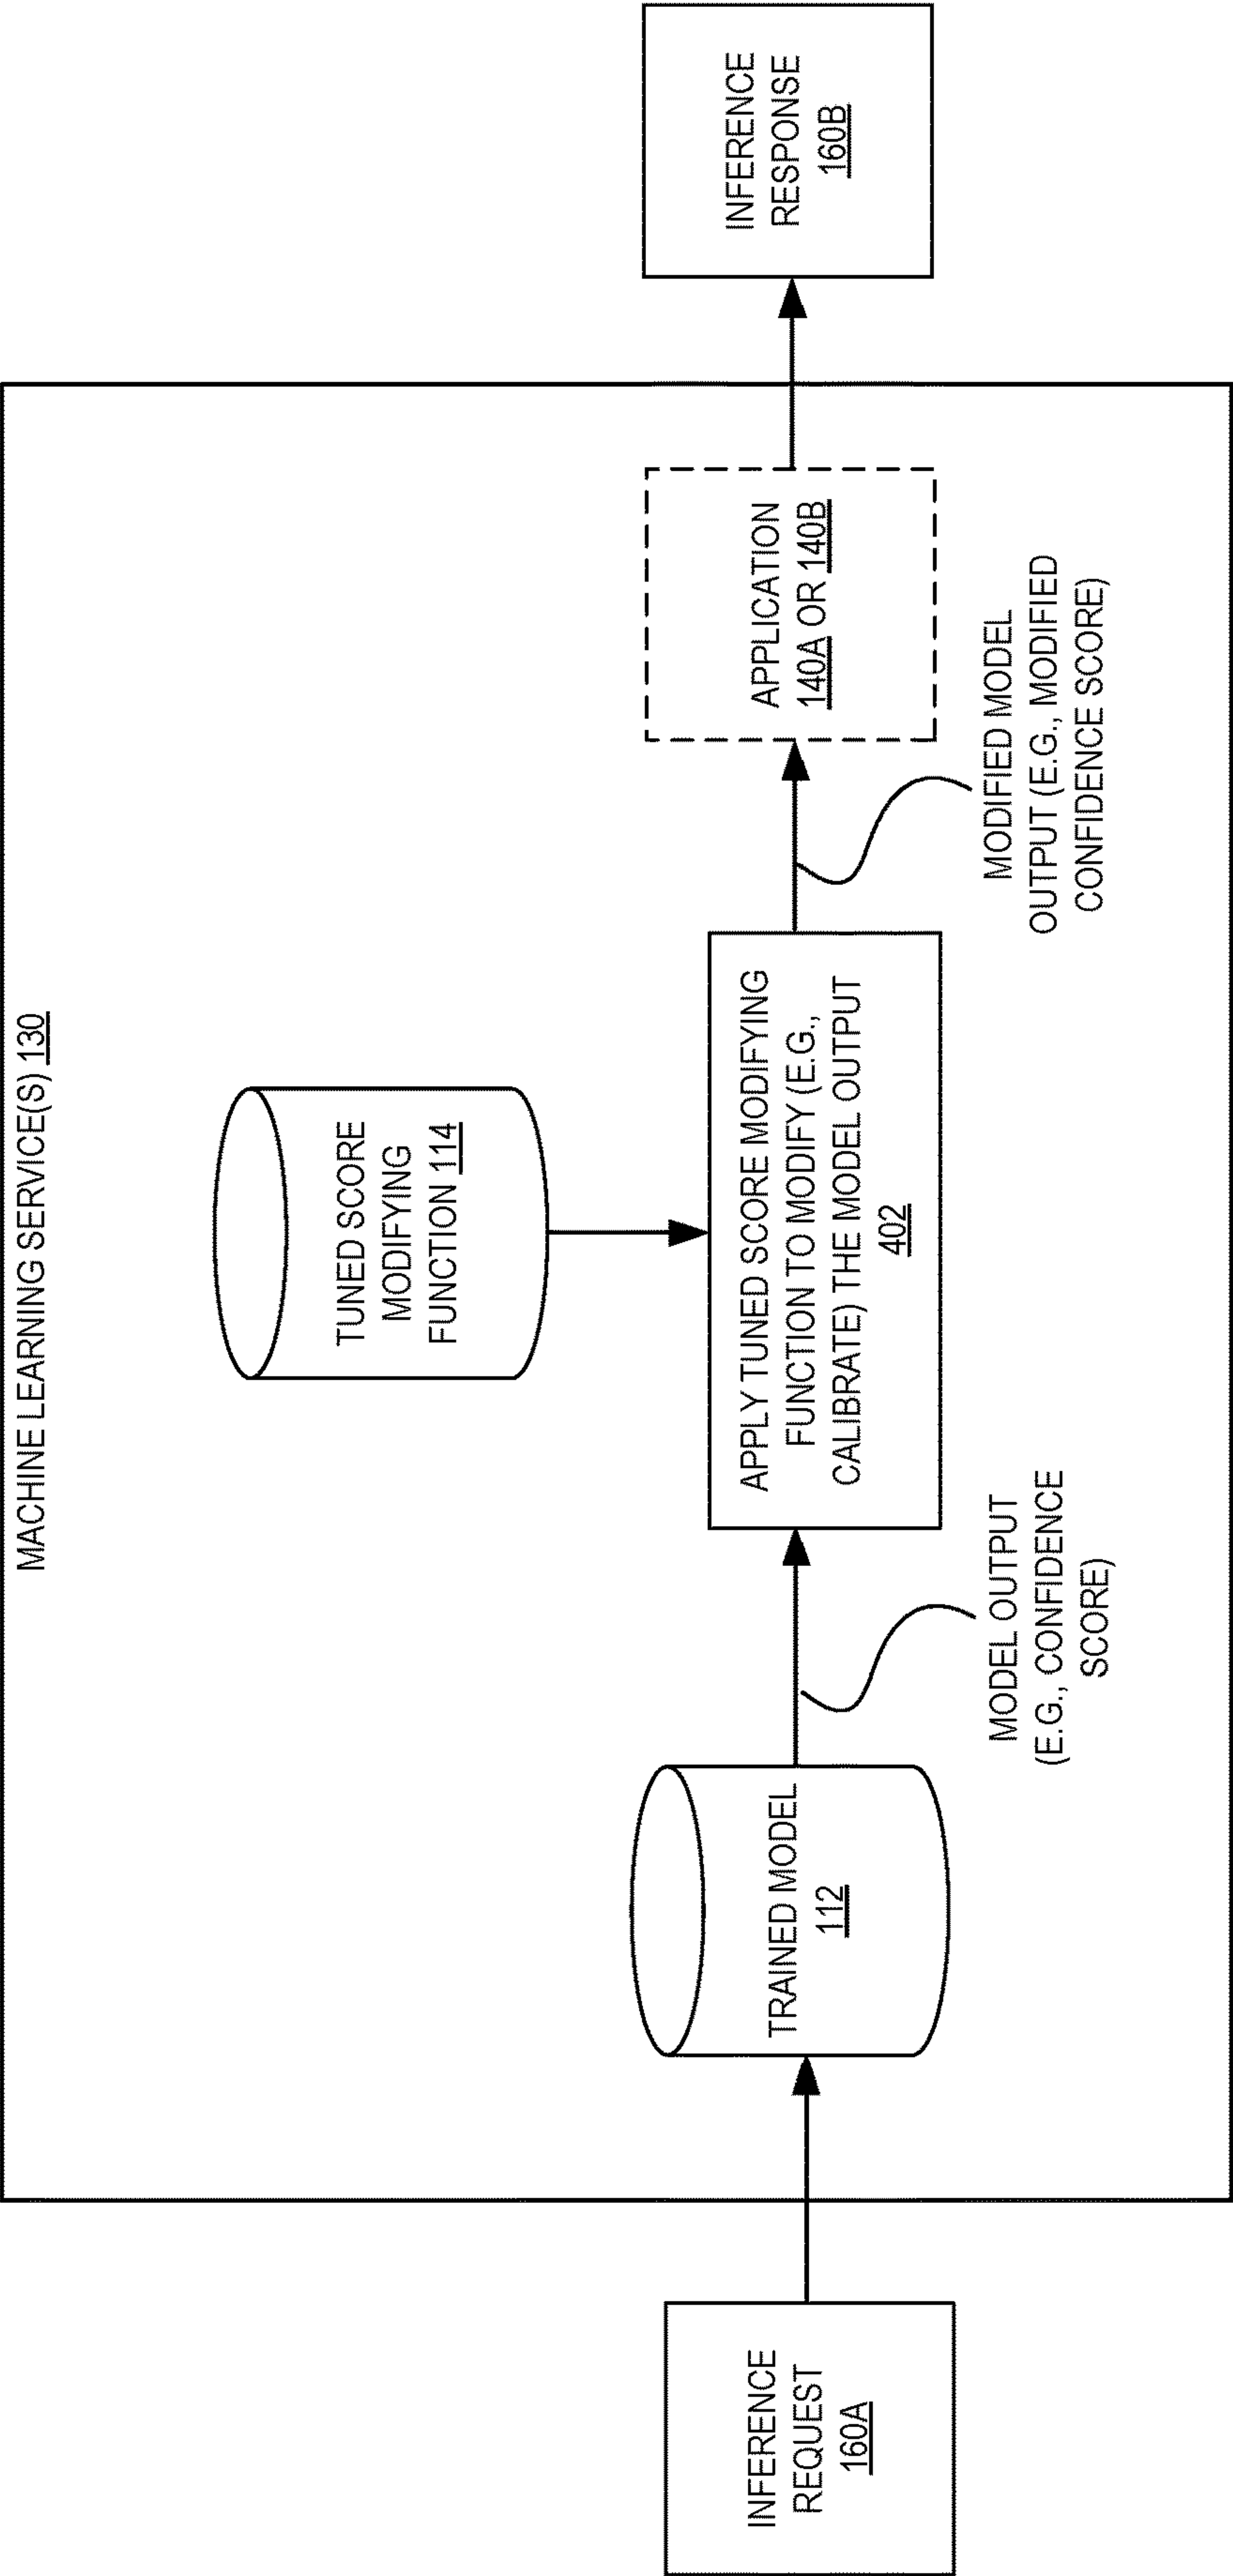 MACHINE LEARNING SERVICE(S) 130
TUNED SCORE
MODIFYING
FUNCTION 114
INFERENCE
REQUEST
160A
TRAINED MODEL
112
MODEL OUTPUT
(E.G., CONFIDENCE
SCORE)
APPLY TUNED SCORE MODIFYING
FUNCTION TO MODIFY (E.G.,
CALIBRATE) THE MODEL OUTPUT
402
MODIFIED MODEL
OUTPUT (E.G., MODIFIED
CONFIDENCE SCORE)
APPLICATION
140A OR 140B
INFERENCE
RESPONSE
160B